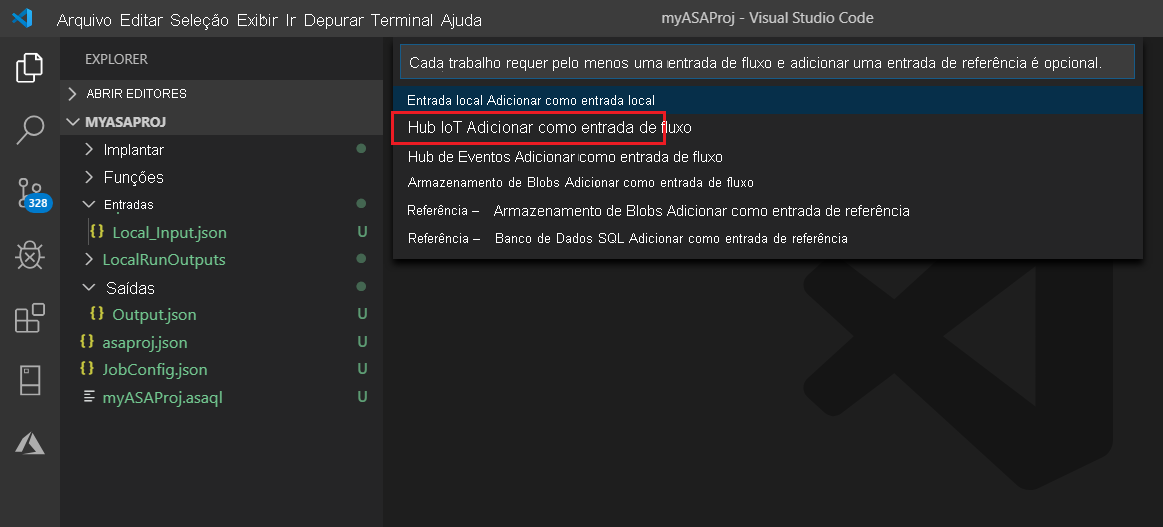 Arquivo Editar Seleção Exibir Ir Depurar Terminal Ajuda
myASAProj - Visual Studio Code
EXPLORER
ABRIR EDITORES
MYASAPROJ
Implantar
Funções
Entradas
{} Local_Input.json U
LocalRunOutputs
Saídas
{} Output.json U
{} asaproj.json U
{} JobConfig.json U
myASAProj.asaql U
328
Cada trabalho requer pelo menos uma entrada de fluxo e adicionar uma entrada de referência é opcional.
Entrada local Adicionar como entrada local
Hub IoT Adicionar como entrada de fluxo
Hub de Eventos Adicionar como entrada de fluxo
Armazenamento de Blobs Adicionar como entrada de fluxo
Referência – Armazenamento de Blobs Adicionar como entrada de referência
Referência – Banco de Dados SQL Adicionar como entrada de referência